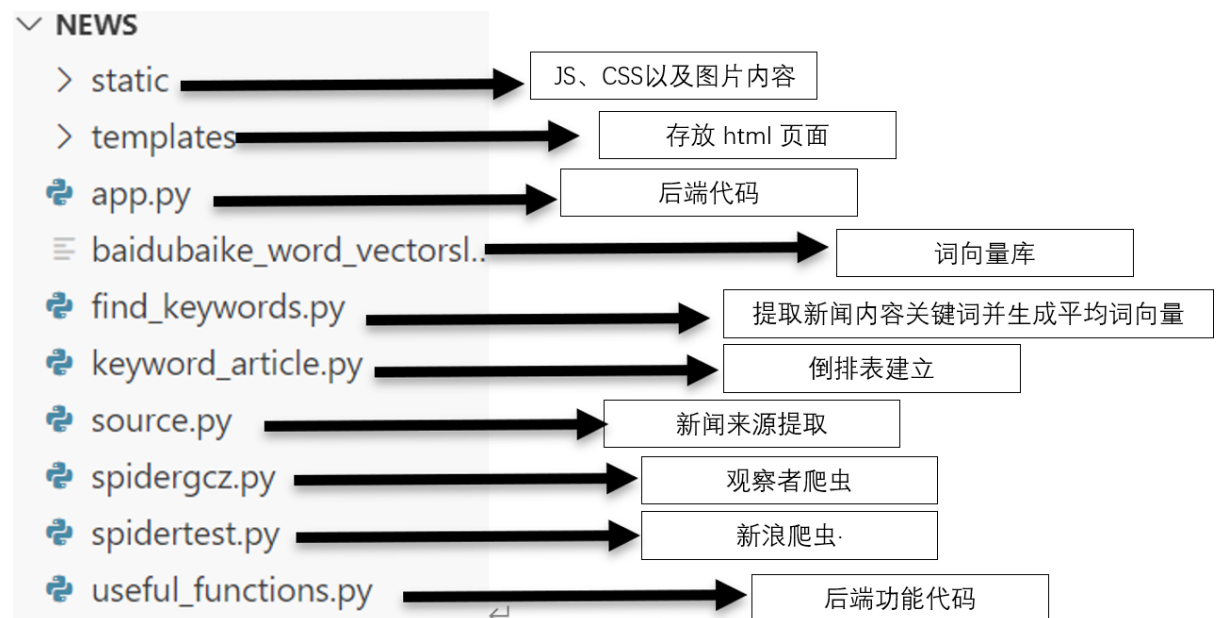 NEWS
static
JS、CSS以及图片内容
templates
存放 html 页面
app.py
后端代码
baidubaike_word_vectorsl..
词向量库
find_keywords.py
提取新闻内容关键词并生成平均词向量
keyword_article.py
倒排表建立
source.py
新闻来源提取
spidergcz.py
观察者爬虫
spidertest.py
新浪爬虫
useful_functions.py
后端功能代码